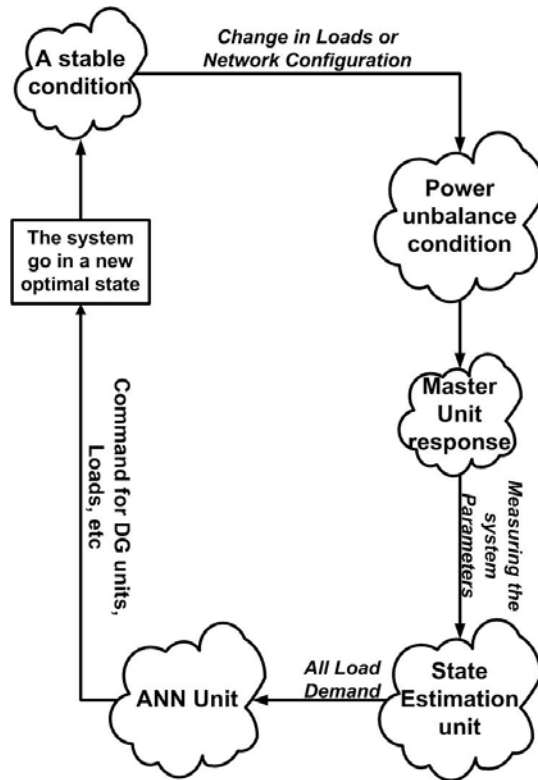 A stable
condition
Change in Loads or
Network Configuration
Power
unbalance
condition
The system
go in a new
optimal state
Master
Unit
response
Measuring the
system
Parameters
Command for DG units,
Loads, etc
State
Estimation
unit
All Load
Demand
ANN Unit